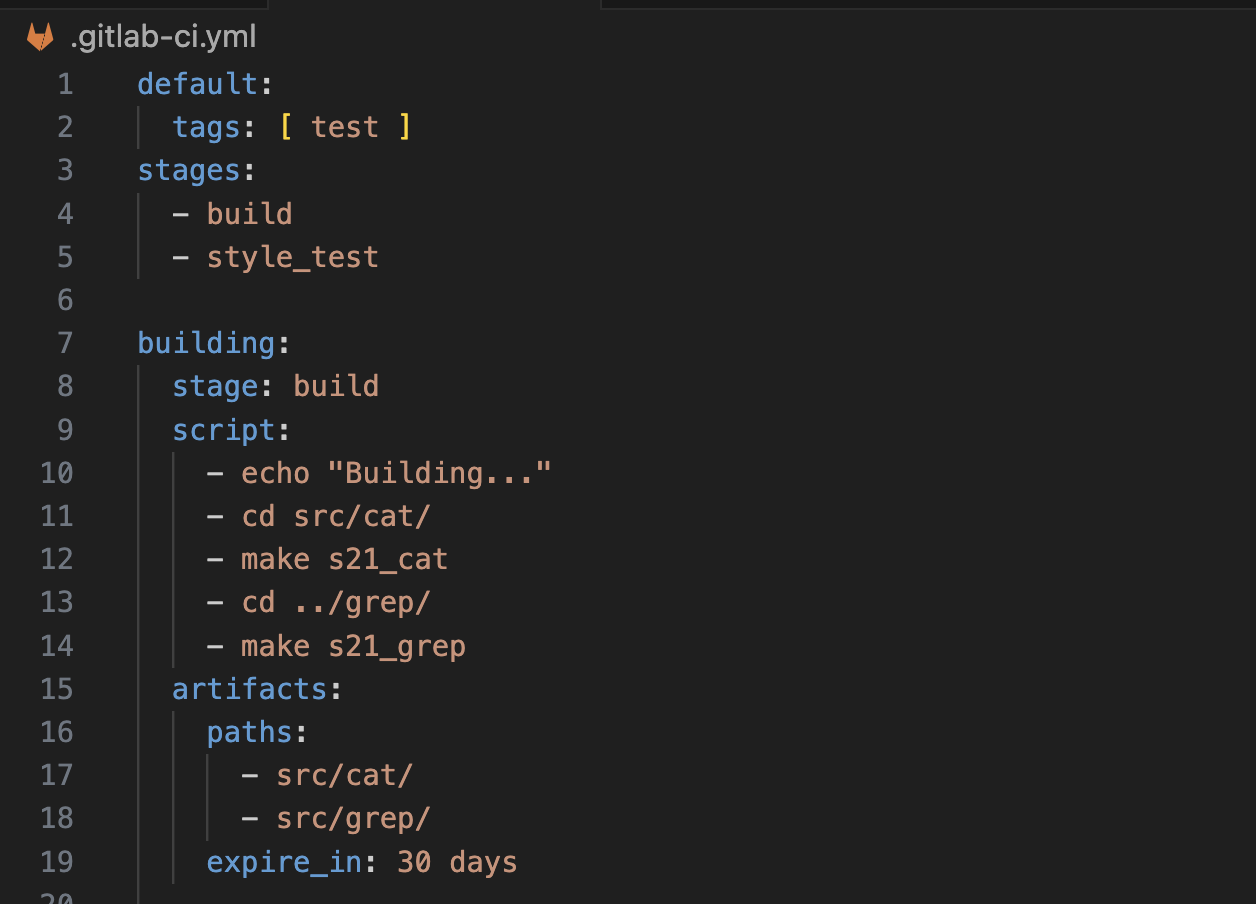 .gitlab-ci.yml
1 default:
2   tags: [ test ]
3 stages:
4   - build
5   - style_test
6
7 building:
8   stage: build
9   script:
10     - echo "Building..."
11     - cd src/cat/
12     - make s21_cat
13     - cd ../grep/
14     - make s21_grep
15   artifacts:
16     paths:
17       - src/cat/
18       - src/grep/
19     expire_in: 30 days
20